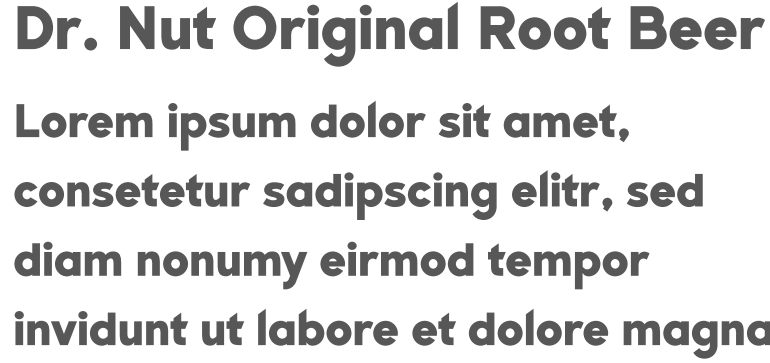 Dr. Nut Original Root Beer
Lorem ipsum dolor sit amet,
consetetur sadipscing elitr, sed
diam nonumy eirmod tempor
invidunt ut labore et dolore magna